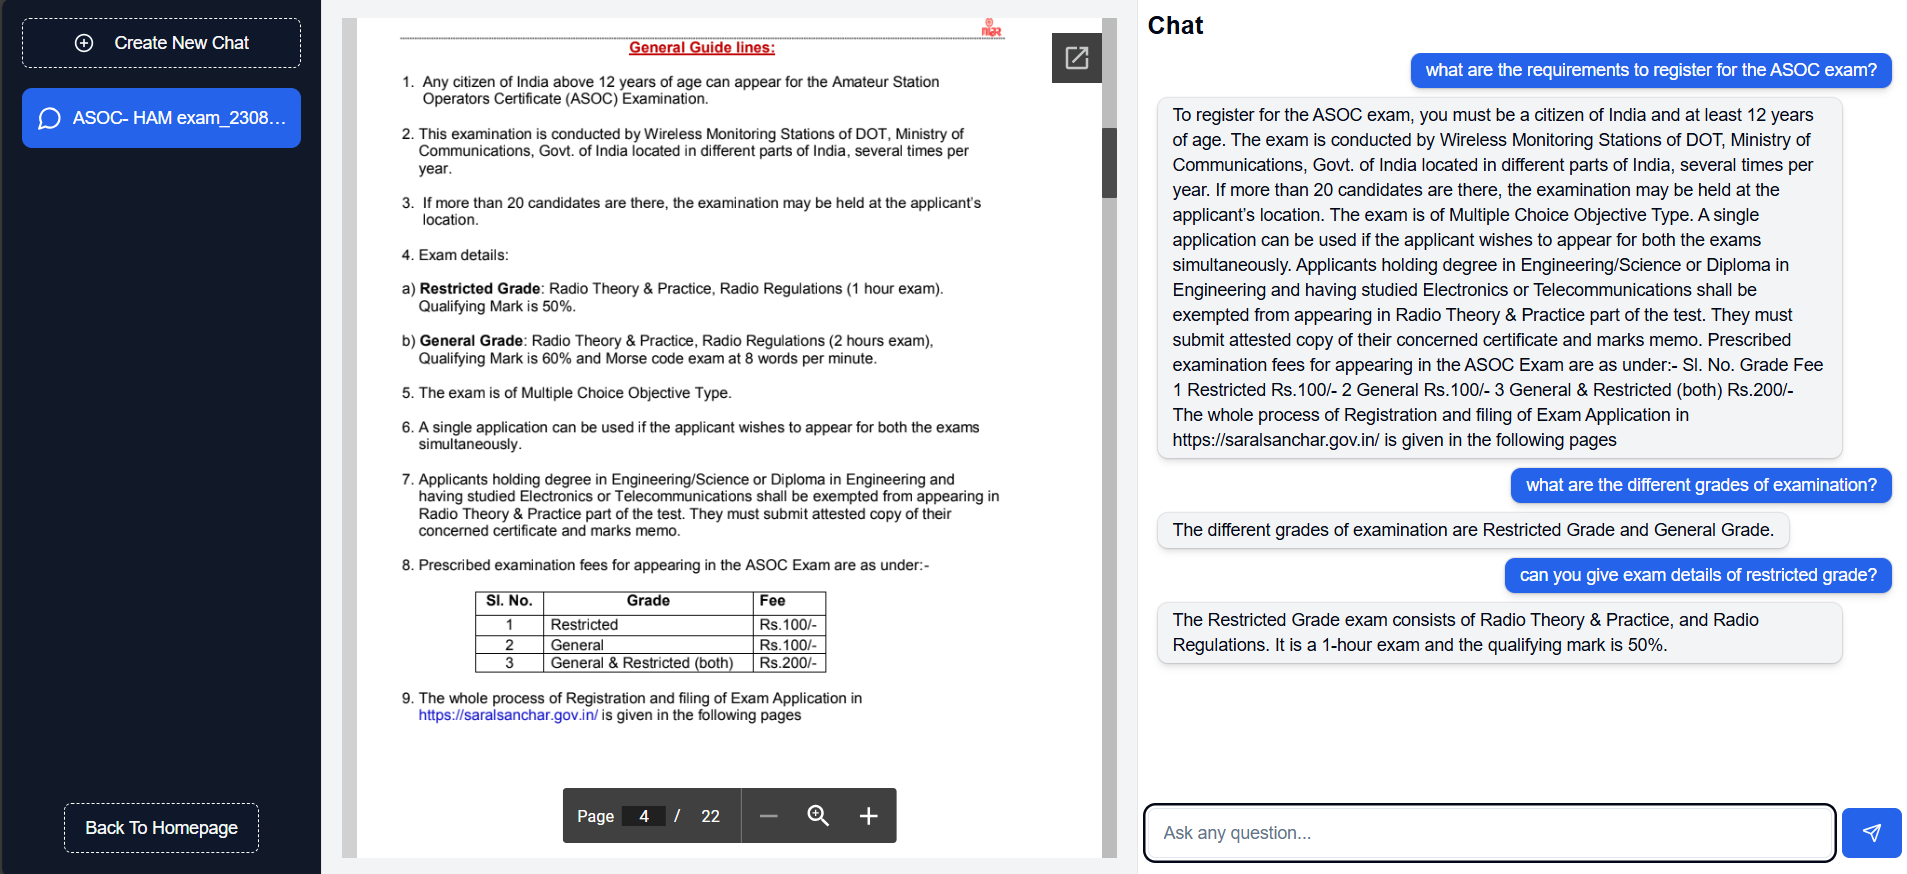 Create New Chat
ASOC- HAM exam_2308...
Back To Homepage
General Guide lines:
1. Any citizen of India above 12 years of age can appear for the Amateur Station
Operators Certificate (ASOC) Examination.
2. This examination is conducted by Wireless Monitoring Stations of DOT, Ministry of
Communications, Govt. of India located in different parts of India, several times per
year.
3. If more than 20 candidates are there, the examination may be held at the applicant's
location.
4. Exam details:
a) Restricted Grade: Radio Theory & Practice, Radio Regulations (1 hour exam).
Qualifying Mark is 50%.
b) General Grade: Radio Theory & Practice, Radio Regulations (2 hours exam),
Qualifying Mark is 60% and Morse code exam at 8 words per minute.
5. The exam is of Multiple Choice Objective Type.
6. A single application can be used if the applicant wishes to appear for both the exams
simultaneously.
7. Applicants holding degree in Engineering/Science or Diploma in Engineering and
having studied Electronics or Telecommunications shall be exempted from appearing in
Radio Theory & Practice part of the test. They must submit attested copy of their
concerned certificate and marks memo.
8. Prescribed examination fees for appearing in the ASOC Exam are as under:-
Sl. No. Grade Fee
1 Restricted Rs.100/-
2 General Rs.100/-
3 General & Restricted (both) Rs.200/-
9. The whole process of Registration and filing of Exam Application in
https://saralsanchar.gov.in/ is given in the following pages
Page 4 / 22
Chat
what are the requirements to register for the ASOC exam?
To register for the ASOC exam, you must be a citizen of India and at least 12 years
of age. The exam is conducted by Wireless Monitoring Stations of DOT, Ministry of
Communications, Govt. of India located in different parts of India, several times per
year. If more than 20 candidates are there, the examination may be held at the
applicant's location. The exam is of Multiple Choice Objective Type. A single
application can be used if the applicant wishes to appear for both the exams
simultaneously. Applicants holding degree in Engineering/Science or Diploma in
Engineering and having studied Electronics or Telecommunications shall be
exempted from appearing in Radio Theory & Practice part of the test. They must
submit attested copy of their concerned certificate and marks memo. Prescribed
examination fees for appearing in the ASOC Exam are as under:- Sl. No. Grade Fee
1 Restricted Rs.100/- 2 General Rs.100/- 3 General & Restricted (both) Rs.200/-
The whole process of Registration and filing of Exam Application in
https://saralsanchar.gov.in/ is given in the following pages
what are the different grades of examination?
The different grades of examination are Restricted Grade and General Grade.
can you give exam details of restricted grade?
The Restricted Grade exam consists of Radio Theory & Practice, and Radio
Regulations. It is a 1-hour exam and the qualifying mark is 50%.
Ask any question...